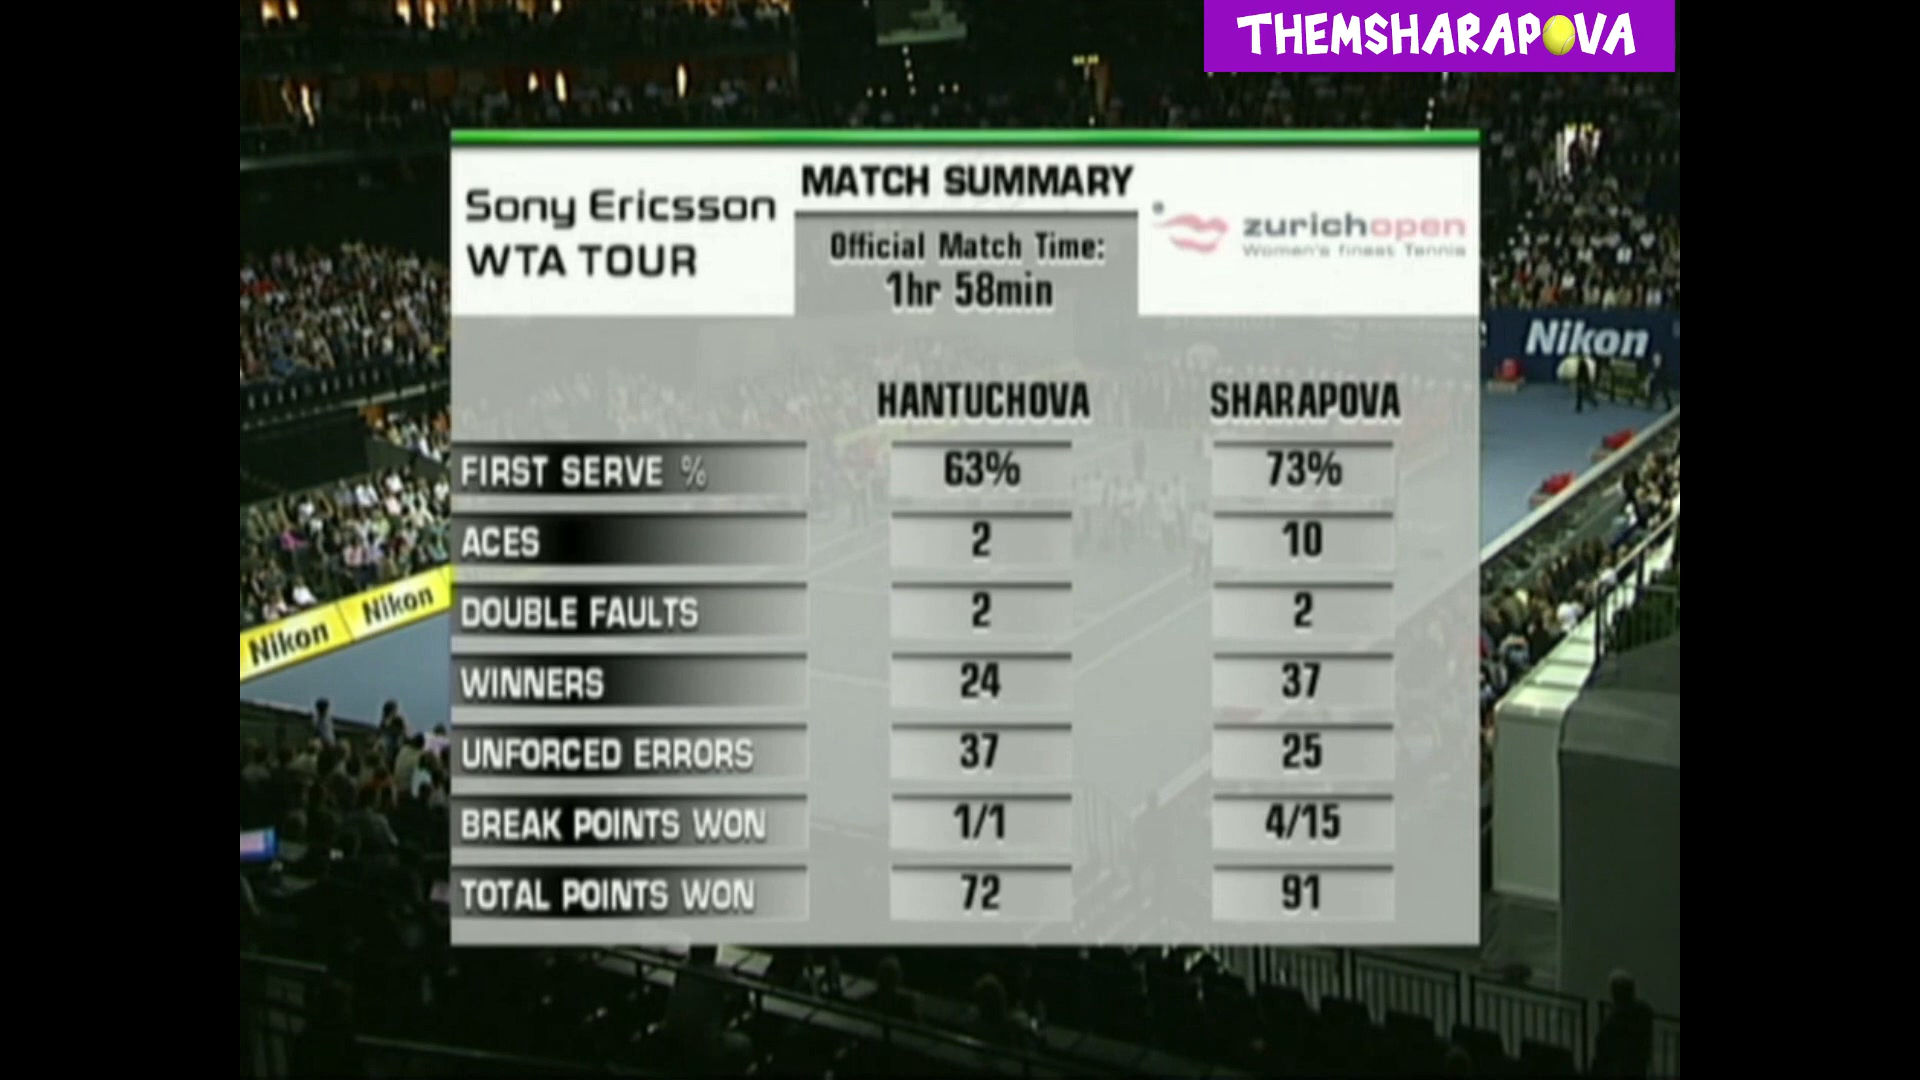 THEMSHARAPOVA
Sony Ericsson
WTA TOUR
MATCH SUMMARY
Official Match Time:
1hr 58min
zurichopen
Women's finest Tennis
Nikon
HANTUCHOVA SHARAPOVA
FIRST SERVE % 63% 73%
ACES 2 10
DOUBLE FAULTS 2 2
WINNERS 24 37
UNFORCED ERRORS 37 25
BREAK POINTS WON 1/1 4/15
TOTAL POINTS WON 72 91
Nikon Nikon